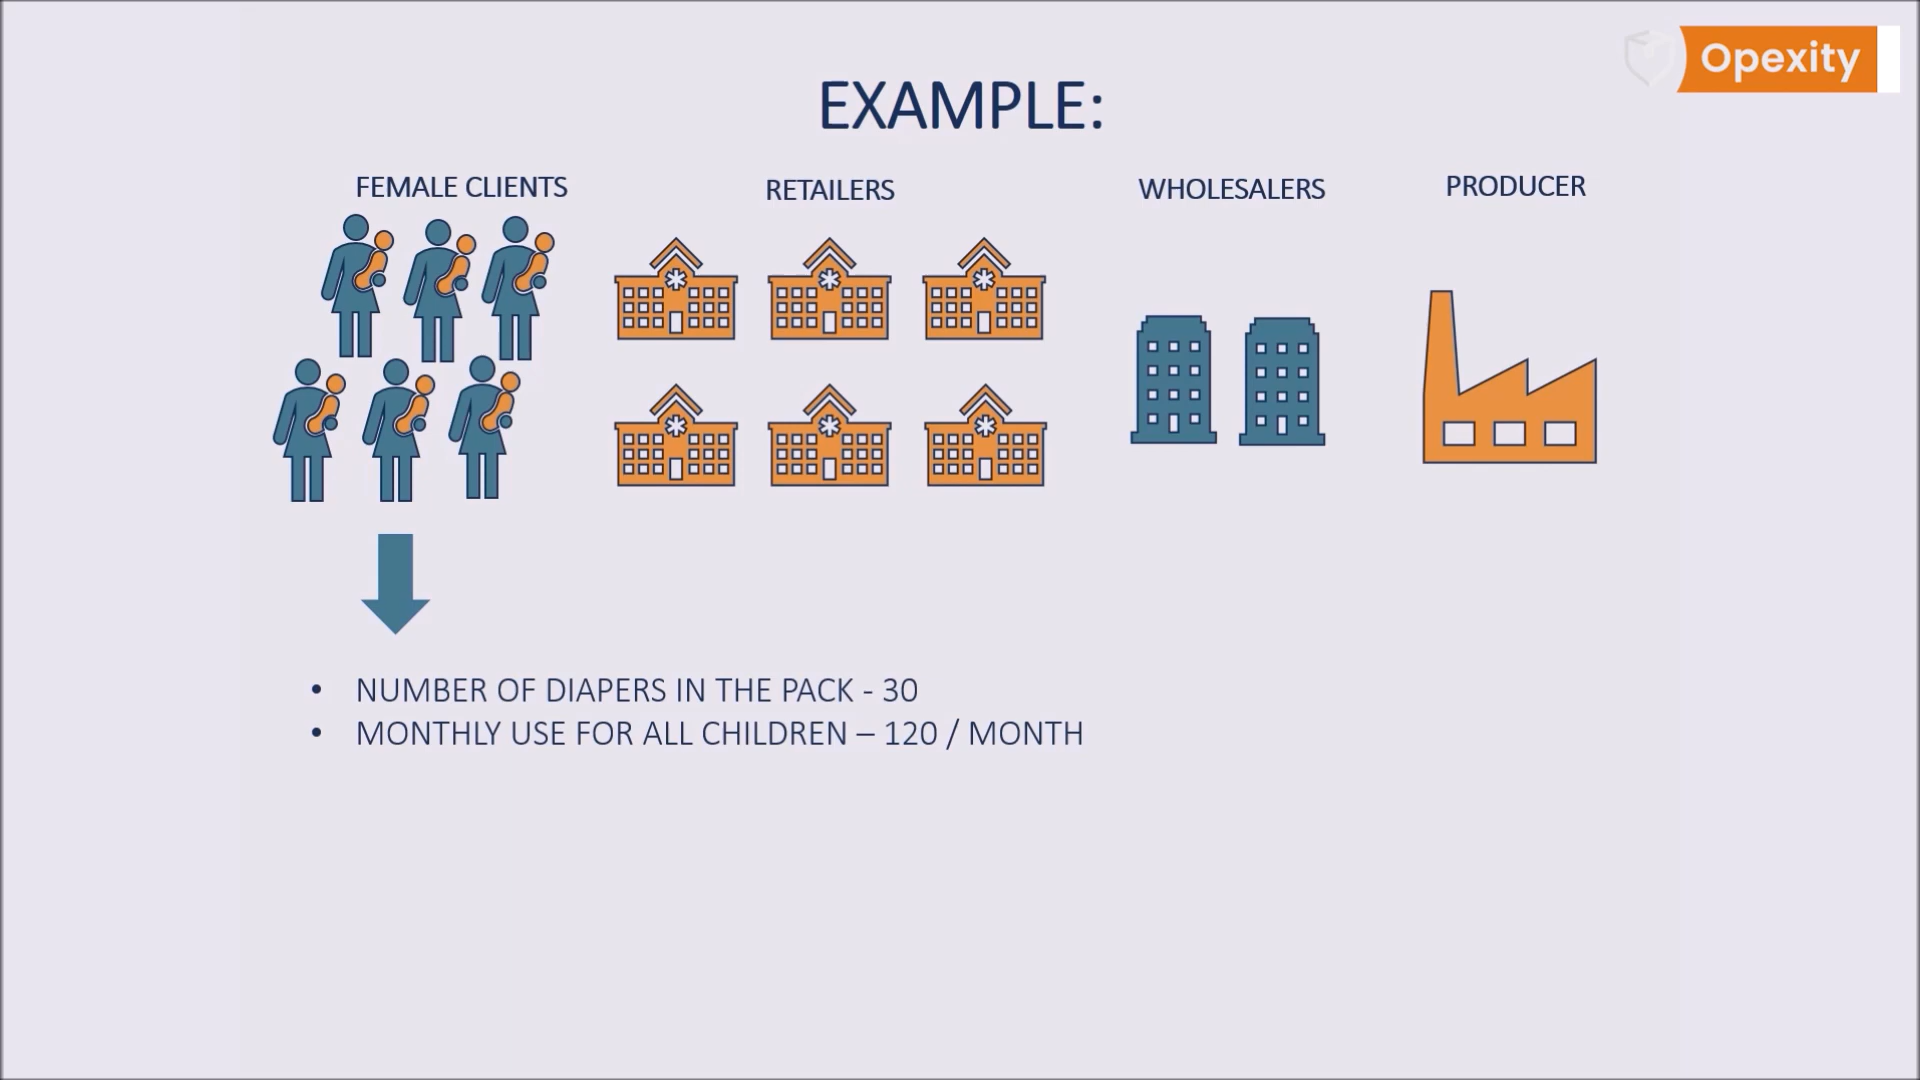 Opexity
EXAMPLE:
FEMALE CLIENTS
RETAILERS
WHOLESALERS
PRODUCER
• NUMBER OF DIAPERS IN THE PACK - 30
• MONTHLY USE FOR ALL CHILDREN – 120 / MONTH